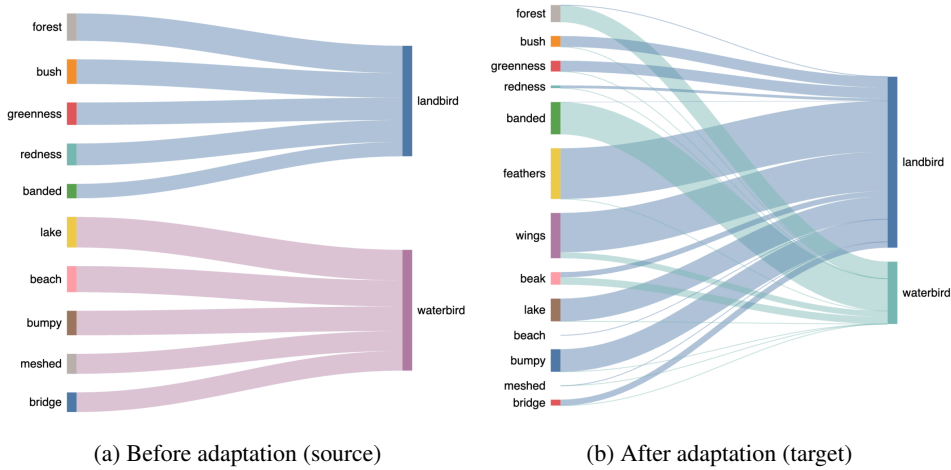 forest
bush
greenness
redness
banded
lake
beach
bumpy
meshed
bridge
landbird
waterbird
(a) Before adaptation (source)
forest
bush
greenness
redness
banded
feathers
wings
beak
lake
beach
bumpy
meshed
bridge
landbird
waterbird
(b) After adaptation (target)